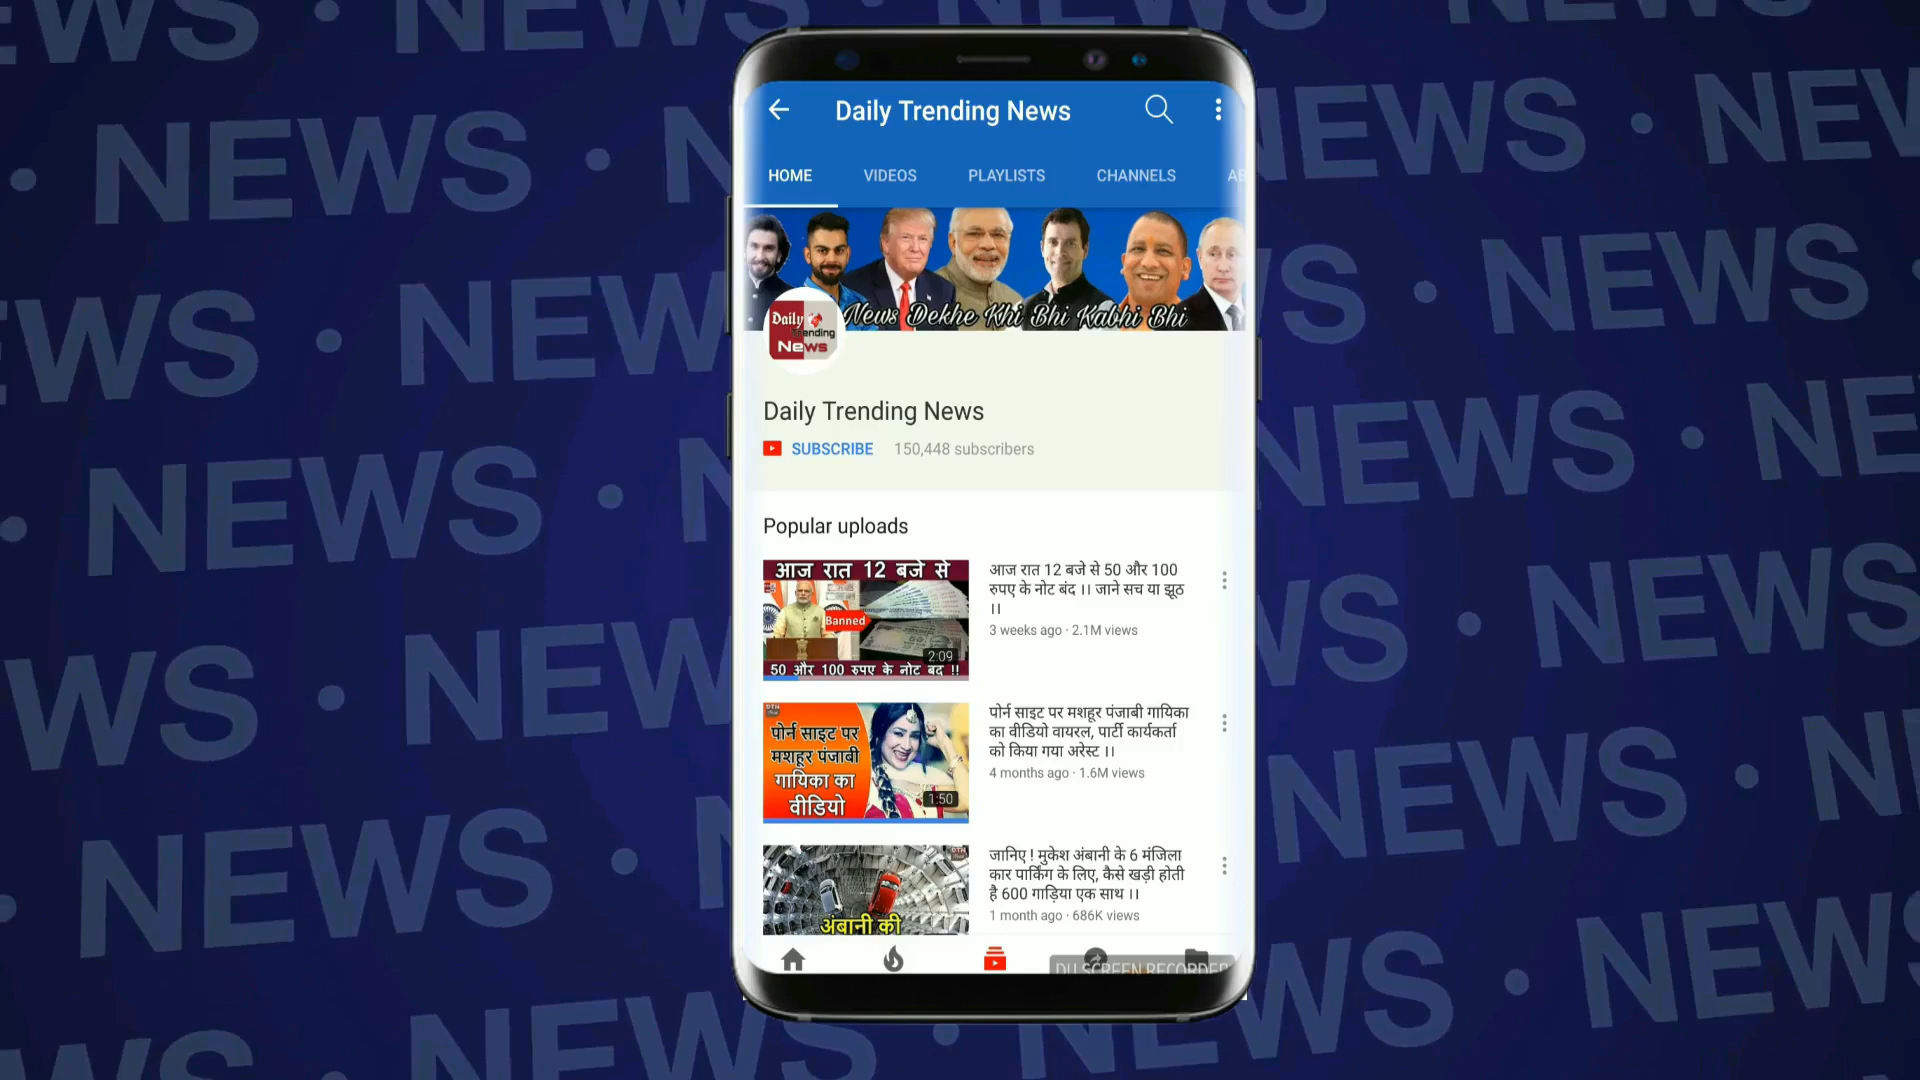 NEWS • NEWS • NEWS
Daily Trending News
HOME VIDEOS PLAYLISTS CHANNELS
News Dekhe Khi Bhi Kabhi Bhi
Daily
Trending
News
Daily Trending News
SUBSCRIBE 150,448 subscribers
Popular uploads
आज रात 12 बजे से
Banned
2:09
50 और 100 रुपए के नोट बंद !!
आज रात 12 बजे से 50 और 100
रुपए के नोट बंद ।। जाने सच या झूठ
।।
3 weeks ago · 2.1M views
DTN
पोर्न साइट पर
मशहूर पंजाबी
गायिका का
वीडियो
1:50
पोर्न साइट पर मशहूर पंजाबी गायिका
का वीडियो वायरल, पार्टी कार्यकर्ता
को किया गया अरेस्ट ।।
4 months ago · 1.6M views
DTN
अंबानी की
जानिए ! मुकेश अंबानी के 6 मंजिला
कार पार्किंग के लिए, कैसे खड़ी होती
है 600 गाड़िया एक साथ ।।
1 month ago · 686K views
DU SCREEN RECORDER